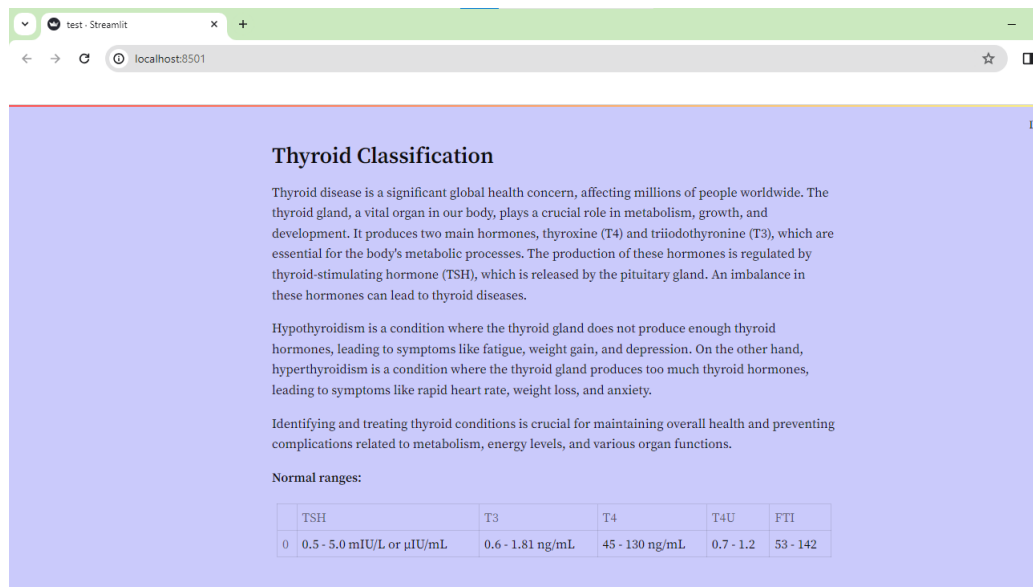 test · Streamlit
localhost:8501
Thyroid Classification
Thyroid disease is a significant global health concern, affecting millions of people worldwide. The
thyroid gland, a vital organ in our body, plays a crucial role in metabolism, growth, and
development. It produces two main hormones, thyroxine (T4) and triiodothyronine (T3), which are
essential for the body's metabolic processes. The production of these hormones is regulated by
thyroid-stimulating hormone (TSH), which is released by the pituitary gland. An imbalance in
these hormones can lead to thyroid diseases.
Hypothyroidism is a condition where the thyroid gland does not produce enough thyroid
hormones, leading to symptoms like fatigue, weight gain, and depression. On the other hand,
hyperthyroidism is a condition where the thyroid gland produces too much thyroid hormones,
leading to symptoms like rapid heart rate, weight loss, and anxiety.
Identifying and treating thyroid conditions is crucial for maintaining overall health and preventing
complications related to metabolism, energy levels, and various organ functions.
Normal ranges:
TSH T3 T4 T4U FTI
0 0.5 - 5.0 mIU/L or µIU/mL 0.6 - 1.81 ng/mL 45 - 130 ng/mL 0.7 - 1.2 53 - 142